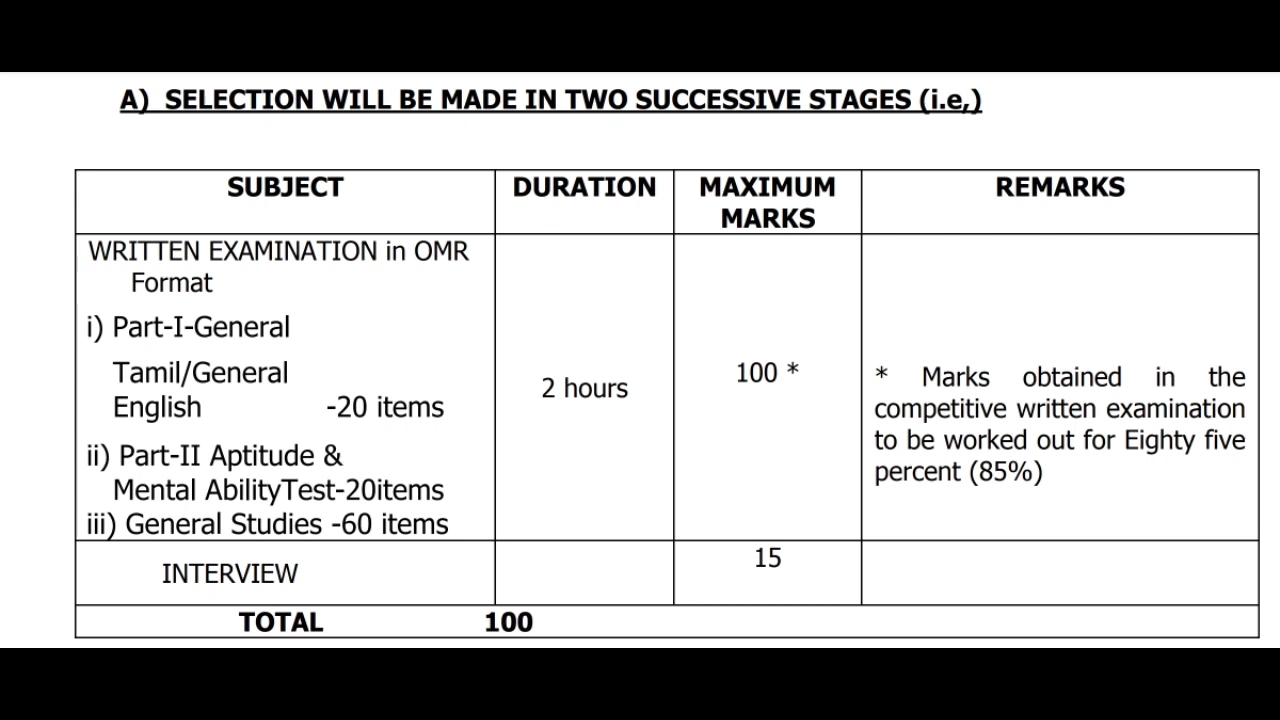 A) SELECTION WILL BE MADE IN TWO SUCCESSIVE STAGES (i.e,)
SUBJECT
DURATION
MAXIMUM
MARKS
REMARKS
WRITTEN EXAMINATION in OMR
Format
i) Part-I-General
Tamil/General
English -20 items
ii) Part-II Aptitude &
Mental AbilityTest-20items
iii) General Studies -60 items
2 hours
100 *
* Marks obtained in the
competitive written examination
to be worked out for Eighty five
percent (85%)
INTERVIEW
15
TOTAL 100